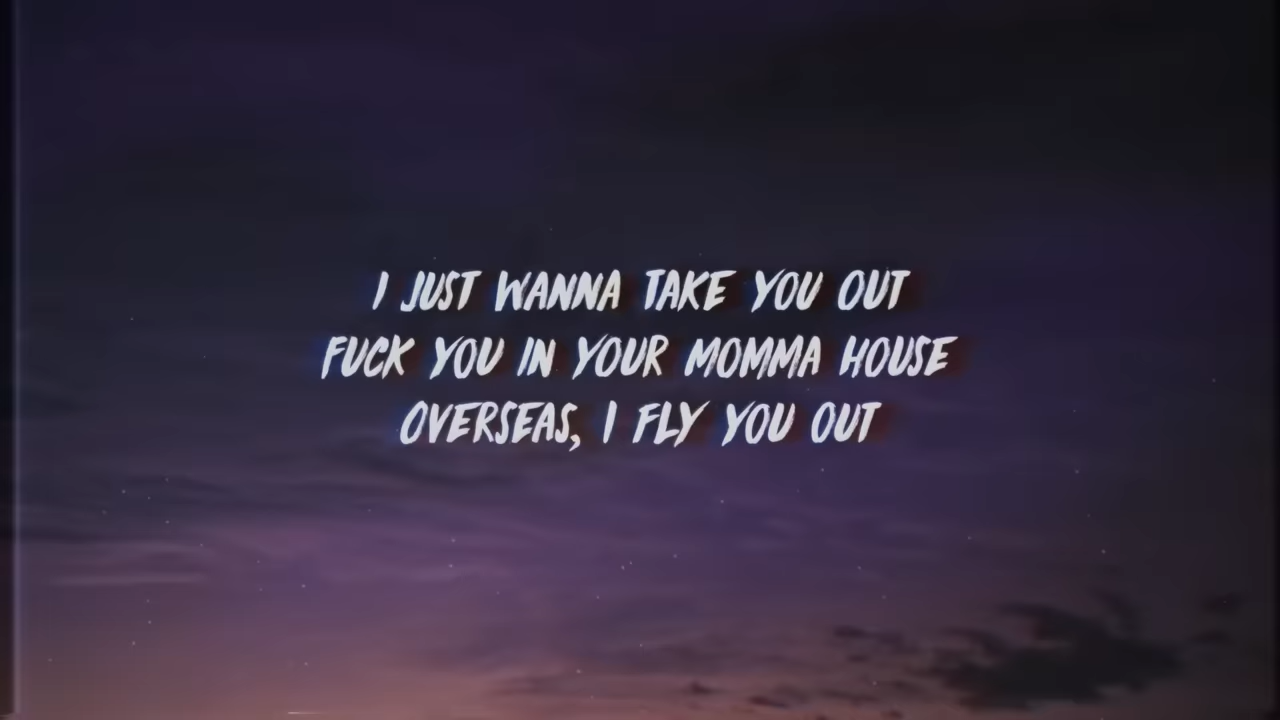 I JUST WANNA TAKE YOU OUT
FUCK YOU IN YOUR MOMMA HOUSE
OVERSEAS, I FLY YOU OUT